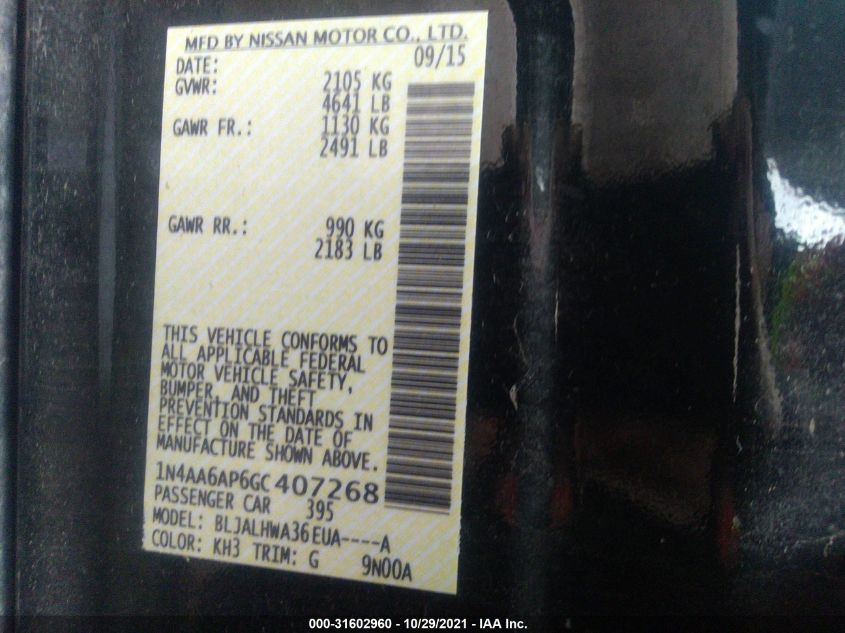 MFD BY NISSAN MOTOR CO., LTD.
DATE: 09/15
GVWR: 2105 KG
4641 LB
GAWR FR.: 1130 KG
2491 LB
GAWR RR.: 990 KG
2183 LB
THIS VEHICLE CONFORMS TO
ALL APPLICABLE FEDERAL
MOTOR VEHICLE SAFETY,
BUMPER, AND THEFT
PREVENTION STANDARDS IN
EFFECT ON THE DATE OF
MANUFACTURE SHOWN ABOVE.
1N4AA6AP6GC407268
PASSENGER CAR 395
MODEL: BLJALHWA36EUA----A
COLOR: KH3 TRIM: G 9N00A
000-31602960 - 10/29/2021 - IAA Inc.